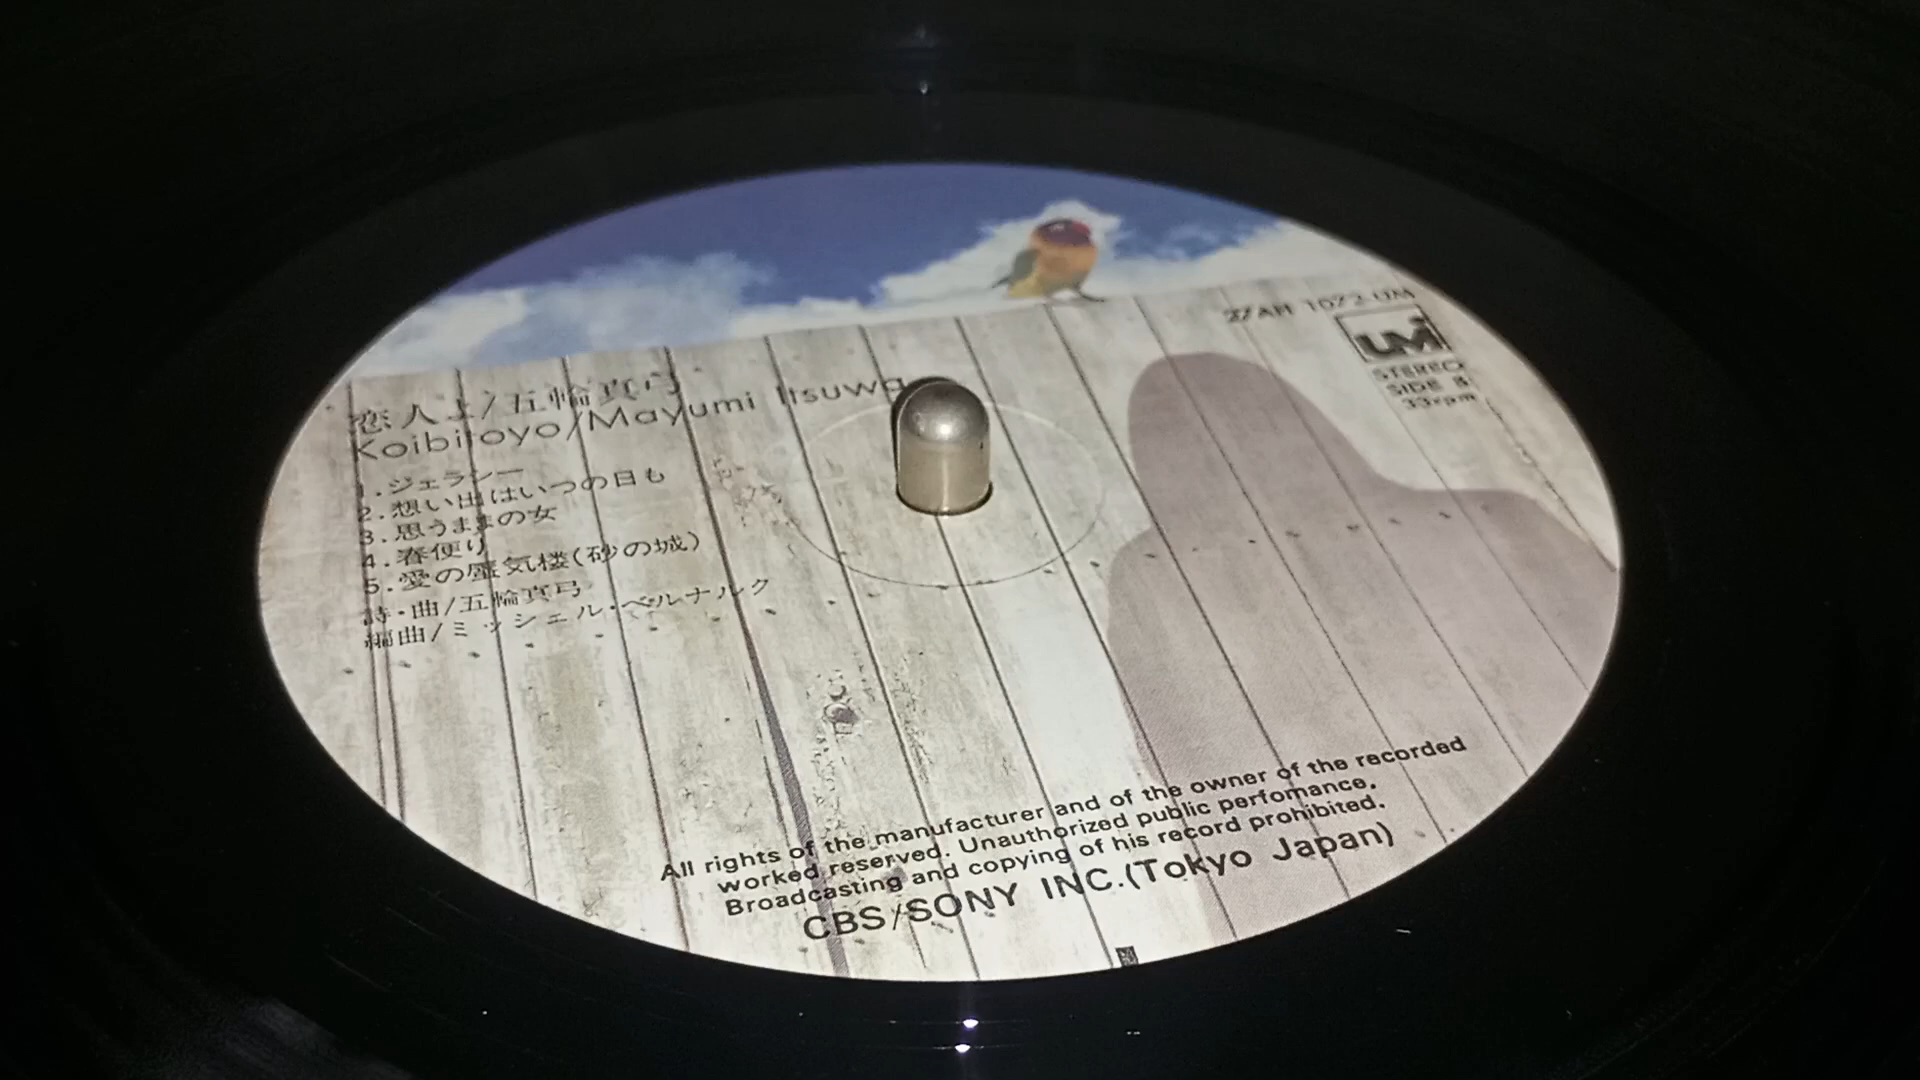 27AH 1072-UM
UM
STEREO
SIDE B
33rpm
恋人よ/五輪真弓
Koibitoyo/Mayumi Itsuwa
1.ジェラシー
2.想い出はいつの日も
3.思うままの女
4.春便り
5.愛の蜃気楼(砂の城)
詩・曲/五輪真弓
編曲/ミッシェル・ベルナルク
All rights of the manufacturer and of the owner of the recorded
worked reserved. Unauthorized public perfomance,
Broadcasting and copying of his record prohibited.
CBS/SONY INC.(Tokyo Japan)